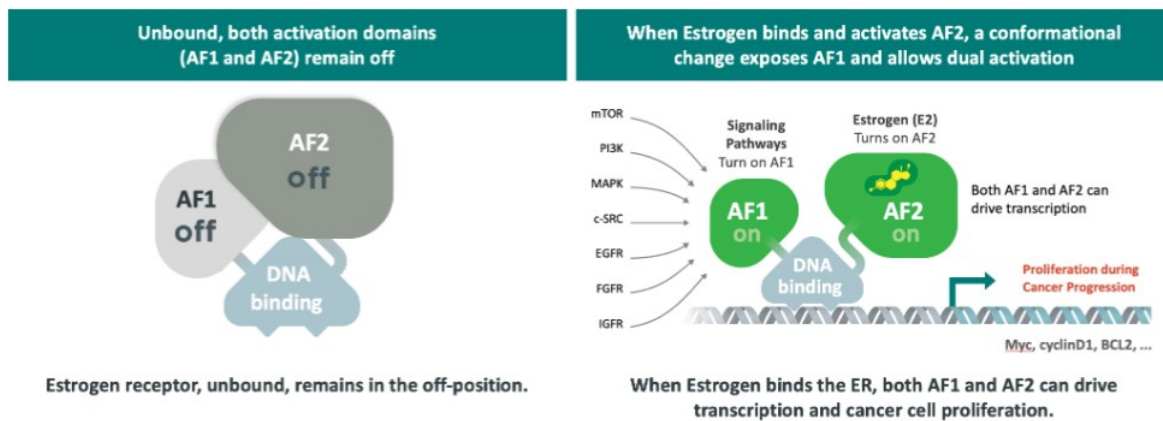 Unbound, both activation domains
(AF1 and AF2) remain off
AF2
off
AF1
off
DNA
binding
Estrogen receptor, unbound, remains in the off-position.
When Estrogen binds and activates AF2, a conformational
change exposes AF1 and allows dual activation
mTOR
PI3K
MAPK
c-SRC
EGFR
FGFR
IGFR
Signaling
Pathways
Turn on AF1
Estrogen (E2)
Turns on AF2
AF1
on
AF2
on
DNA
binding
Both AF1 and AF2 can
drive transcription
Proliferation during
Cancer Progression
Myc, cyclinD1, BCL2, ...
When Estrogen binds the ER, both AF1 and AF2 can drive
transcription and cancer cell proliferation.